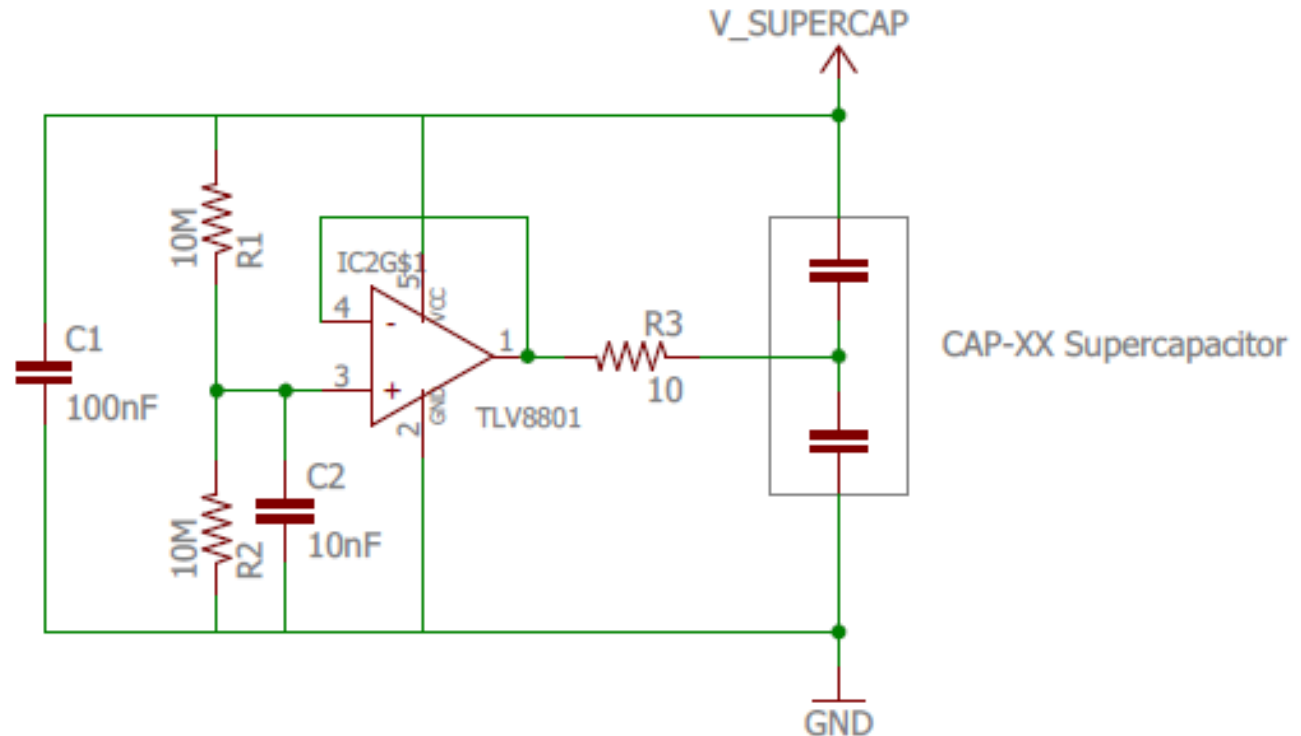 V_SUPERCAP
10M
R1
IC2G$1
5
VCC
4
-
C1
100nF
1
R3
10
CAP-XX Supercapacitor
3
+
GND
2
TLV8801
C2
10nF
10M
R2
GND